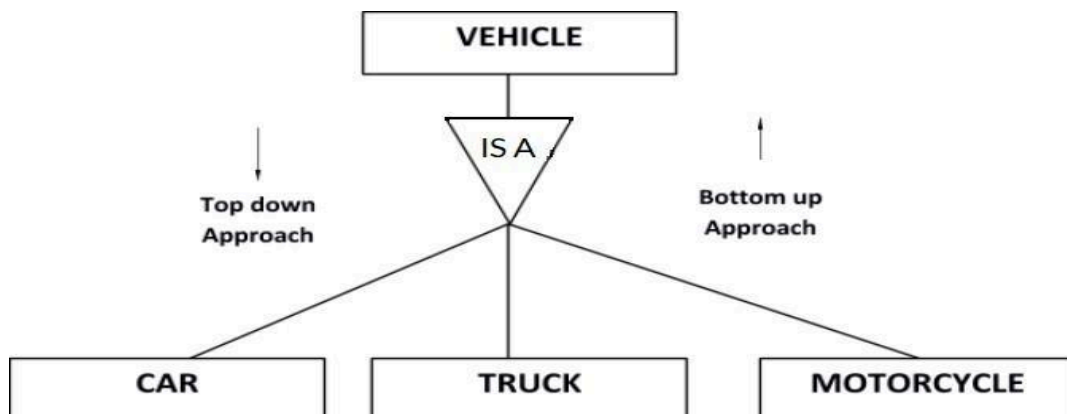 VEHICLE
IS A ,
Top down
Approach
Bottom up
Approach
CAR
TRUCK
MOTORCYCLE